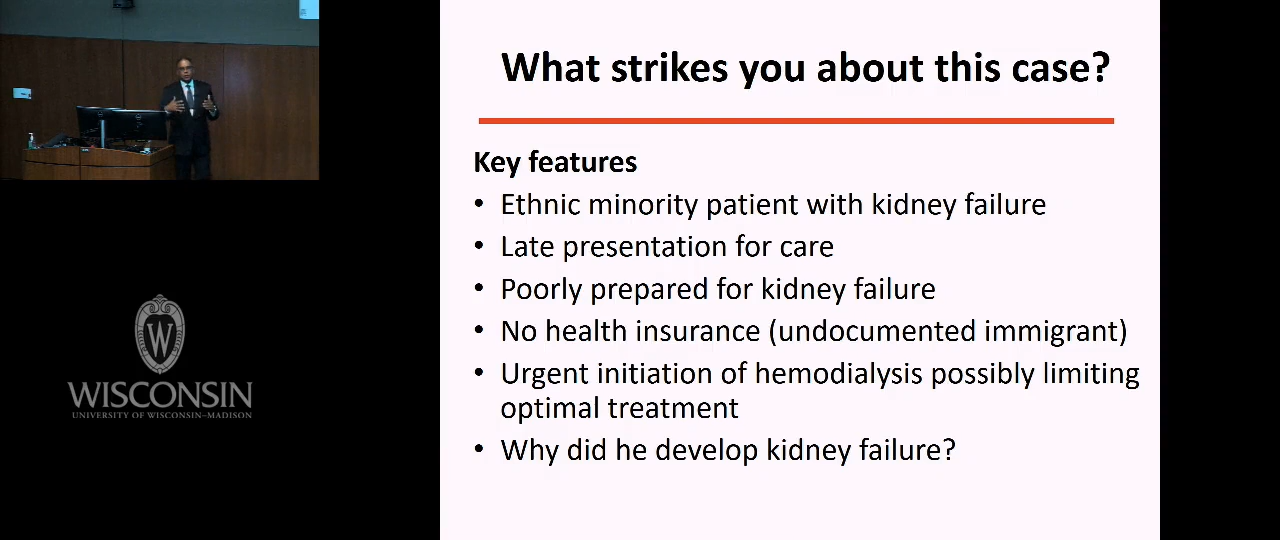 What strikes you about this case?
Key features
• Ethnic minority patient with kidney failure
• Late presentation for care
• Poorly prepared for kidney failure
• No health insurance (undocumented immigrant)
• Urgent initiation of hemodialysis possibly limiting
optimal treatment
• Why did he develop kidney failure?
W
WISCONSIN
UNIVERSITY OF WISCONSIN–MADISON